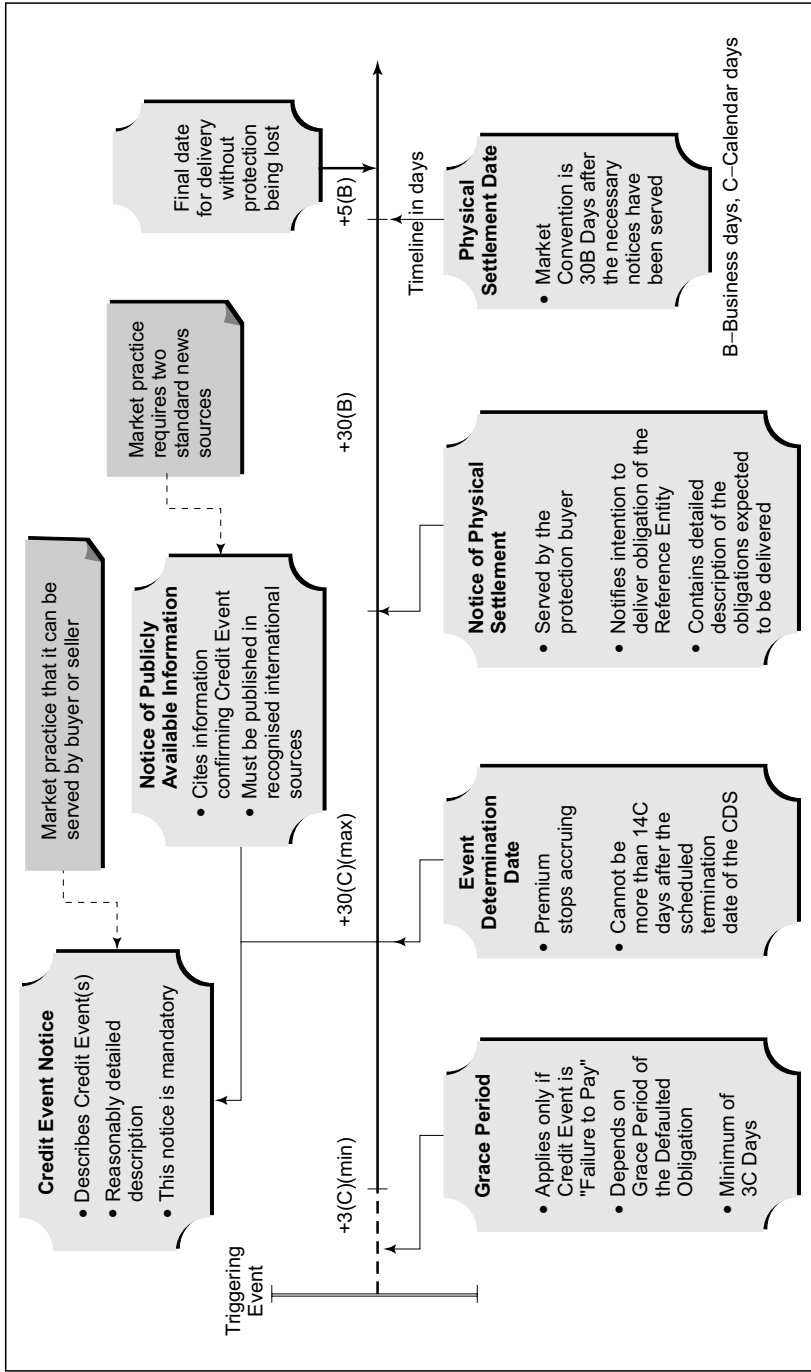 Market practice that it can be
served by buyer or seller
Market practice
requires two
standard news
sources
Credit Event Notice
• Describes Credit Event(s)
• Reasonably detailed
description
• This notice is mandatory
Notice of Publicly
Available Information
• Cites information
confirming Credit Event
• Must be published in
recognised international
sources
Final date
for delivery
without
protection
being lost
Triggering
Event
+3(C)(min)
+30(C)(max)
+30(B)
+5(B)
Timeline in days
Grace Period
• Applies only if
Credit Event is
"Failure to Pay"
• Depends on
Grace Period of
the Defaulted
Obligation
• Minimum of
3C Days
Event
Determination
Date
• Premium
stops accruing
• Cannot be
more than 14C
days after the
scheduled
termination
date of the CDS
Notice of Physical
Settlement
• Served by the
protection buyer
• Notifies intention to
deliver obligation of the
Reference Entity
• Contains detailed
description of the
obligations expected
to be delivered
Physical
Settlement Date
• Market
Convention is
30B Days after
the necessary
notices have
been served
B–Business days, C–Calendar days